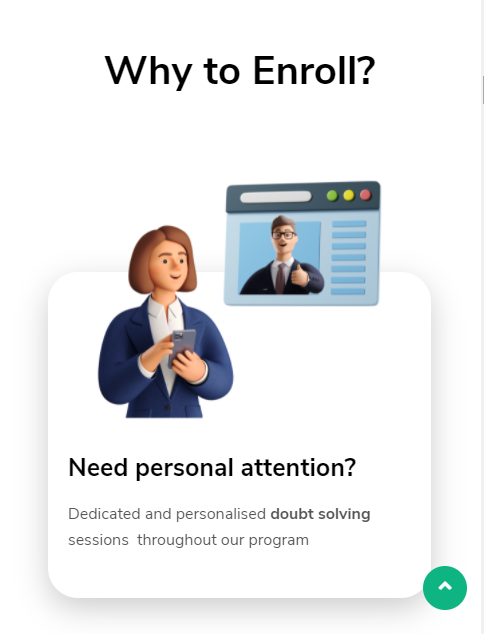 Why to Enroll?
Need personal attention?
Dedicated and personalised doubt solving
sessions  throughout our program